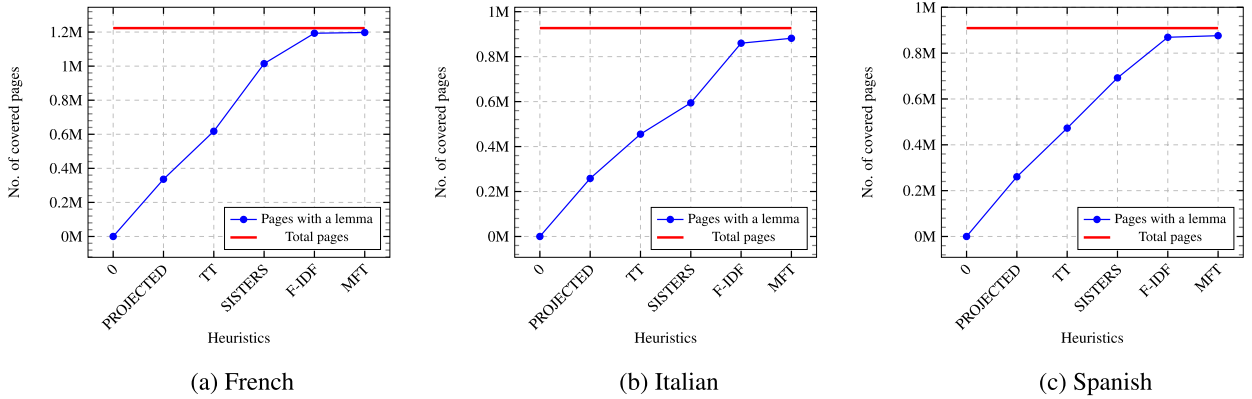 1.2M
1M
0.8M
0.6M
0.4M
0.2M
0M
No. of covered pages
Pages with a lemma
Total pages
0
PROJECTED
TT
SISTERS
F-IDF
MFT
Heuristics
(a) French
1M
0.8M
0.6M
0.4M
0.2M
0M
No. of covered pages
Pages with a lemma
Total pages
0
PROJECTED
TT
SISTERS
F-IDF
MFT
Heuristics
(b) Italian
1M
0.8M
0.6M
0.4M
0.2M
0M
No. of covered pages
Pages with a lemma
Total pages
0
PROJECTED
TT
SISTERS
F-IDF
MFT
Heuristics
(c) Spanish